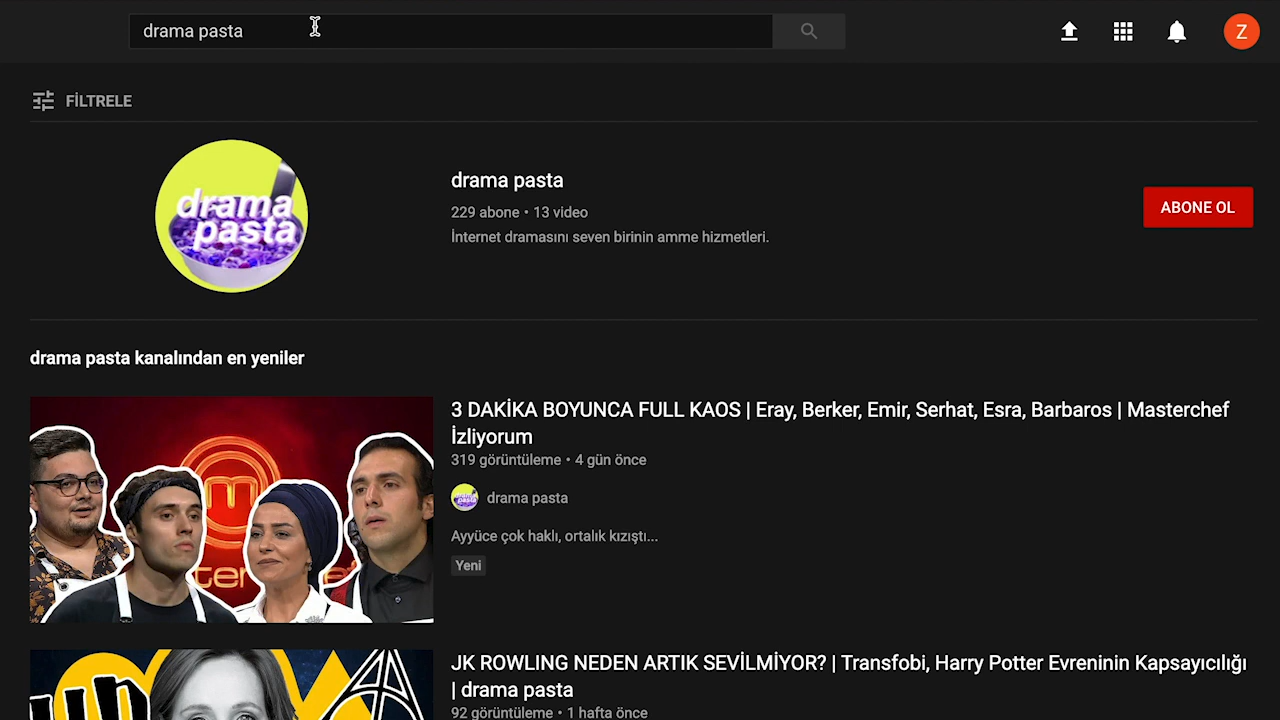 drama pasta
Z
FİLTRELE
drama
pasta
drama pasta
229 abone • 13 video
İnternet dramasını seven birinin amme hizmetleri.
ABONE OL
drama pasta kanalından en yeniler
3 DAKİKA BOYUNCA FULL KAOS | Eray, Berker, Emir, Serhat, Esra, Barbaros | Masterchef
İzliyorum
319 görüntüleme • 4 gün önce
drama pasta
Ayyüce çok haklı, ortalık kızıştı...
Yeni
JK ROWLING NEDEN ARTIK SEVİLMİYOR? | Transfobi, Harry Potter Evreninin Kapsayıcılığı
| drama pasta
92 görüntüleme • 1 hafta önce